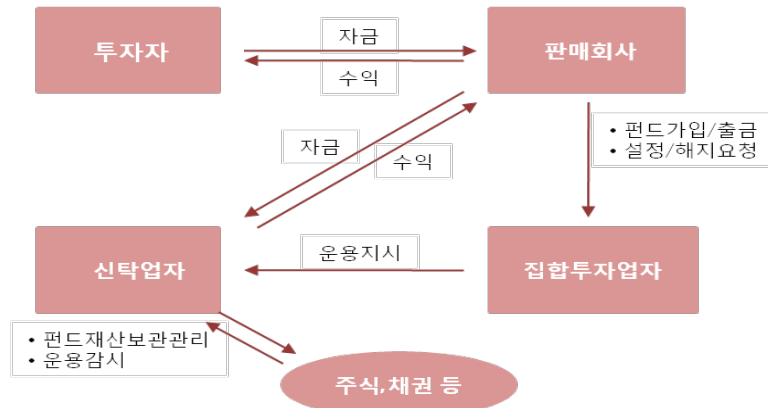 투자자
자금
수익
판매회사
자금
수익
• 펀드가입/출금
• 설정/해지요청
신탁업자
운용지시
집합투자업자
• 펀드재산보관관리
• 운용감시
주식,채권 등